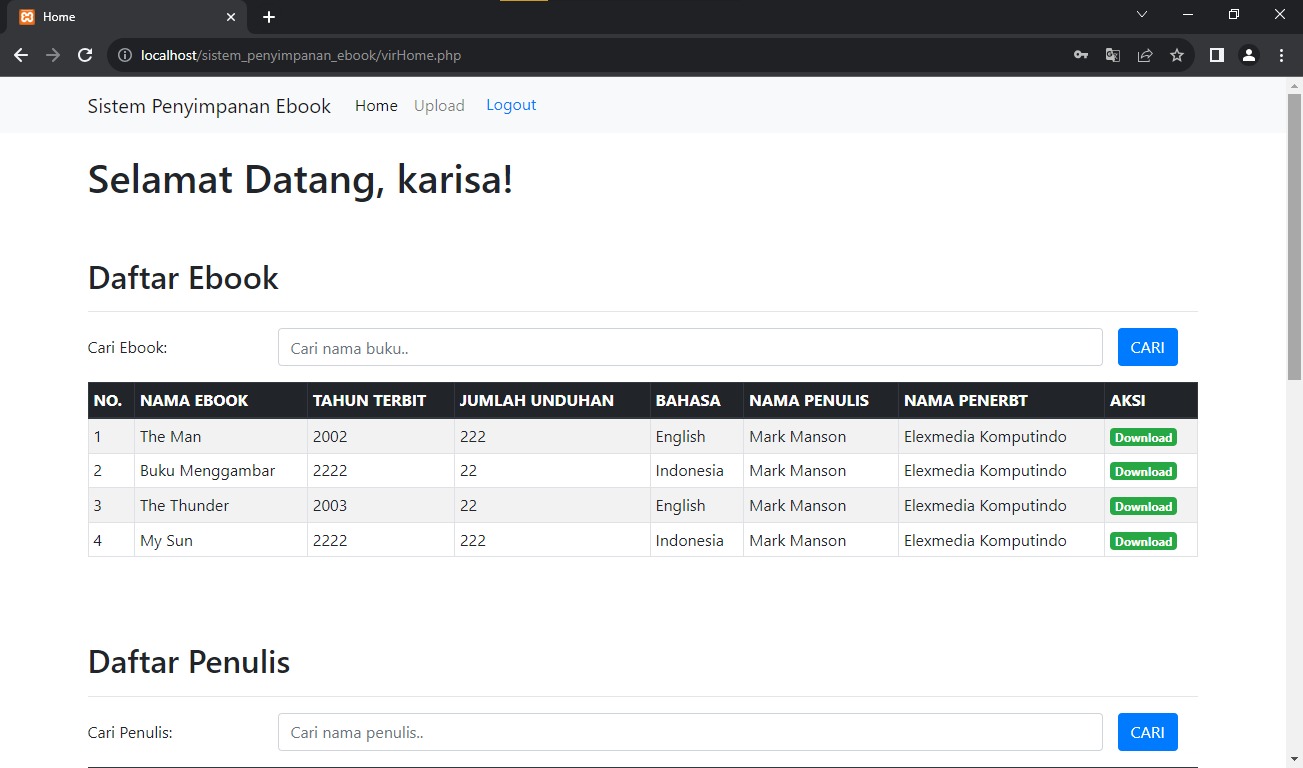 Home
localhost/sistem_penyimpanan_ebook/virHome.php
Sistem Penyimpanan Ebook Home Upload Logout
Selamat Datang, karisa!
Daftar Ebook
Cari Ebook: Cari nama buku.. CARI
NO. NAMA EBOOK TAHUN TERBIT JUMLAH UNDUHAN BAHASA NAMA PENULIS NAMA PENERBT AKSI
1 The Man 2002 222 English Mark Manson Elexmedia Komputindo Download
2 Buku Menggambar 2222 22 Indonesia Mark Manson Elexmedia Komputindo Download
3 The Thunder 2003 22 English Mark Manson Elexmedia Komputindo Download
4 My Sun 2222 222 Indonesia Mark Manson Elexmedia Komputindo Download
Daftar Penulis
Cari Penulis: Cari nama penulis.. CARI